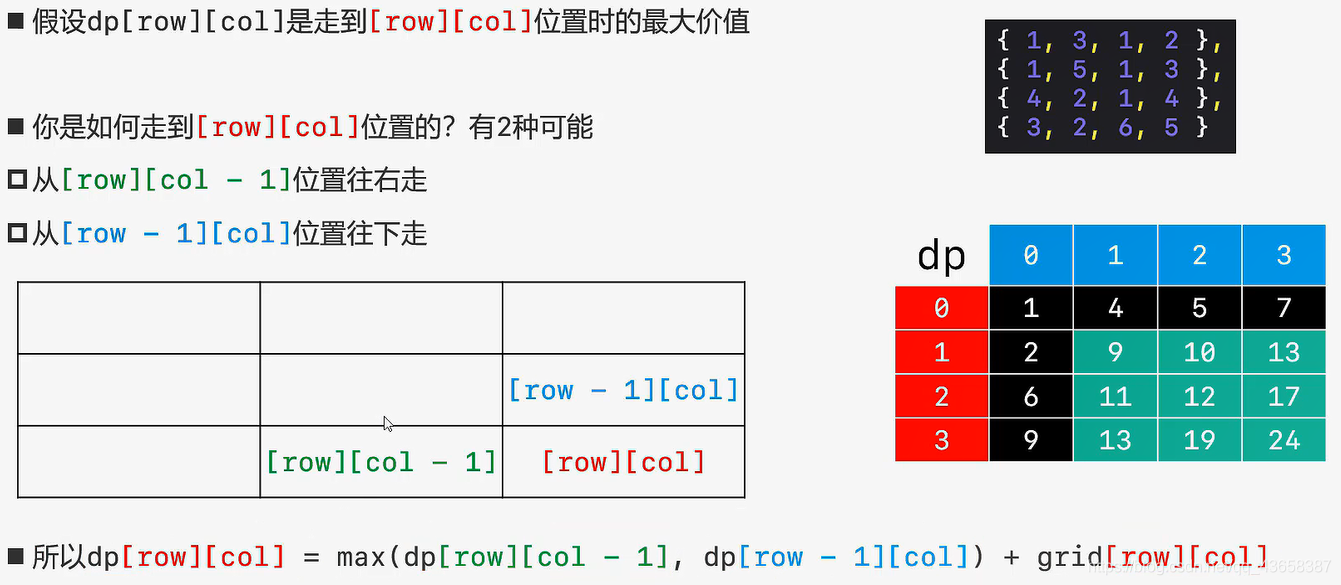 ■ 假设dp[row][col]是走到[row][col]位置时的最大价值
{ 1, 3, 1, 2 },
{ 1, 5, 1, 3 },
{ 4, 2, 1, 4 },
{ 3, 2, 6, 5 }
■ 你是如何走到[row][col]位置的？有2种可能
从[row][col - 1]位置往右走
从[row - 1][col]位置往下走
[row - 1][col]
[row][col - 1] [row][col]
dp 0 1 2 3
0 1 4 5 7
1 2 9 10 13
2 6 11 12 17
3 9 13 19 24
■ 所以dp[row][col] = max(dp[row][col - 1], dp[row - 1][col]) + grid[row][col]